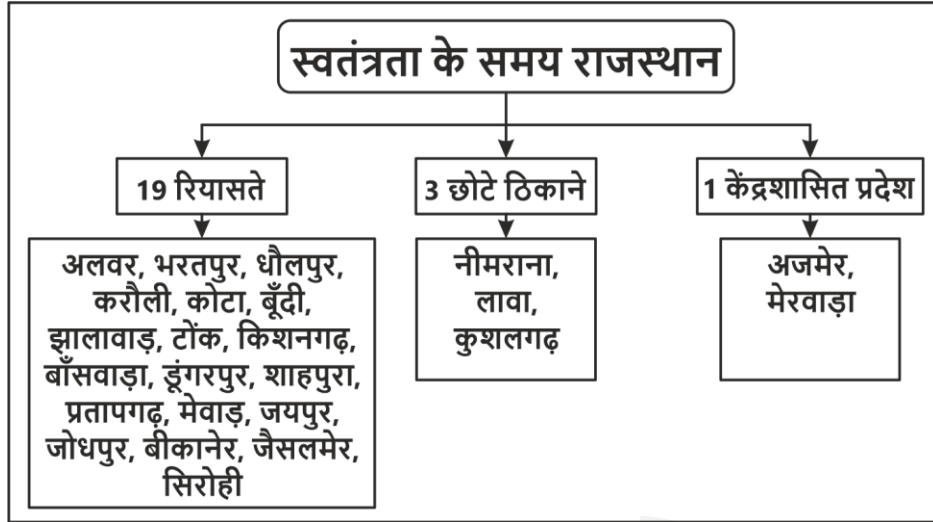 स्वतंत्रता के समय राजस्थान
19 रियासते
3 छोटे ठिकाने
1 केंद्रशासित प्रदेश
अलवर, भरतपुर, धौलपुर,
करौली, कोटा, बूँदी,
झालावाड़, टोंक, किशनगढ़,
बाँसवाड़ा, डूंगरपुर, शाहपुरा,
प्रतापगढ़, मेवाड़, जयपुर,
जोधपुर, बीकानेर, जैसलमेर,
सिरोही
नीमराना,
लावा,
कुशलगढ़
अजमेर,
मेरवाड़ा